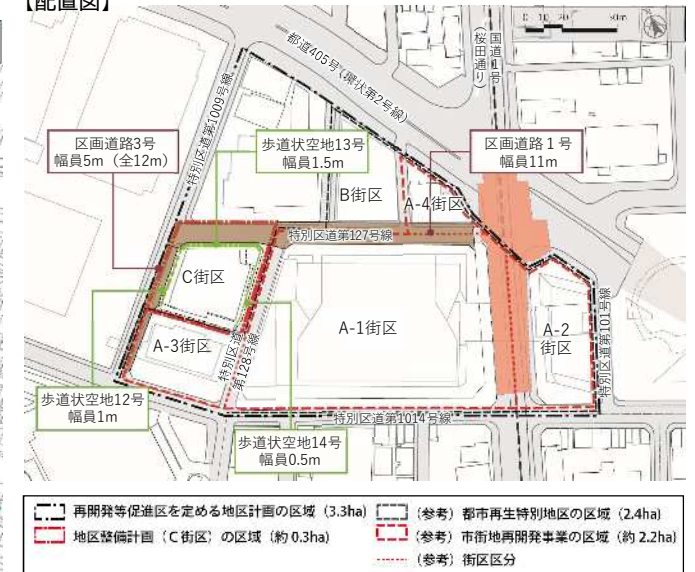 【配置図】
0 10 20 50m
都道405号(環状第2号線)
国道1号
(桜田通り)
特別区道第1009号線
区画道路3号
幅員5m(全12m)
歩道状空地13号
幅員1.5m
区画道路1号
幅員11m
B街区
A-4街区
特別区道第127号線
C街区
A-1街区
A-2
街区
A-3街区
特別区道
第128号線
特別区道第101号線
歩道状空地12号
幅員1m
歩道状空地14号
幅員0.5m
特別区道第1014号線
再開発等促進区を定める地区計画の区域(3.3ha)
地区整備計画(C街区)の区域(約0.3ha)
(参考)都市再生特別地区の区域(2.4ha)
(参考)市街地再開発事業の区域(約2.2ha)
(参考)街区区分